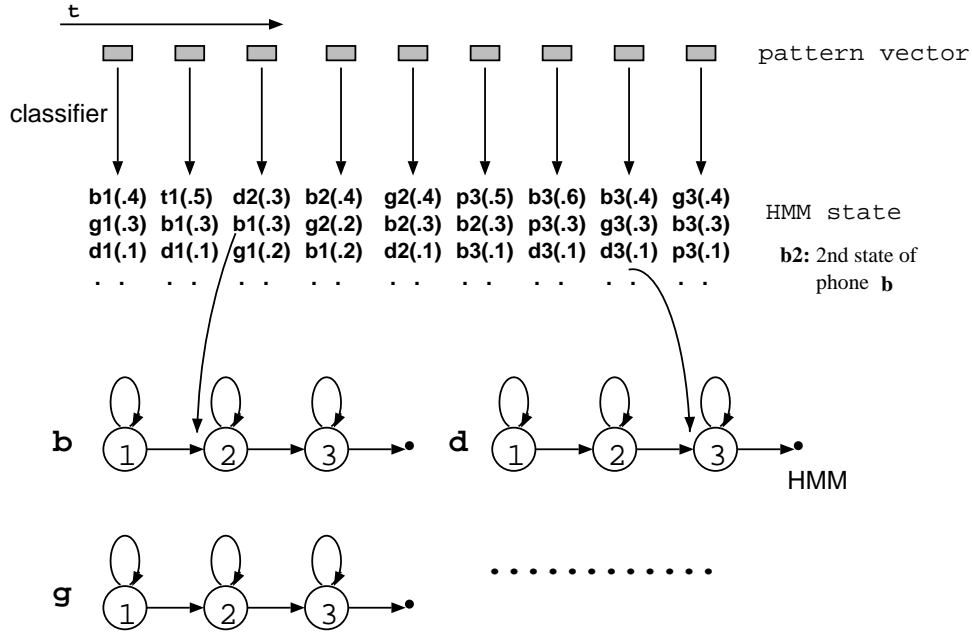 t
pattern vector
classifier
b1(.4) t1(.5) d2(.3) b2(.4) g2(.4) p3(.5) b3(.6) b3(.4) g3(.4)
g1(.3) b1(.3) b1(.3) g2(.2) b2(.3) b2(.3) p3(.3) g3(.3) b3(.3)
d1(.1) d1(.1) g1(.2) b1(.2) d2(.1) b3(.1) d3(.1) d3(.1) p3(.1)
. . . . . . . . . . . . . . . . . .
HMM state
b2: 2nd state of
phone b
b 1 2 3
d 1 2 3
HMM
g 1 2 3
. . . . . . . . . . .